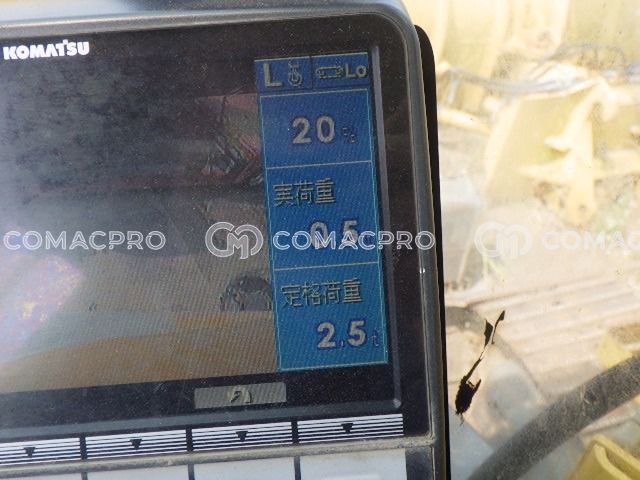 KOMATSU
L Lo
20%
実荷重
0.5
定格荷重
2.5t
COMACPRO COMACPRO COMACPRO